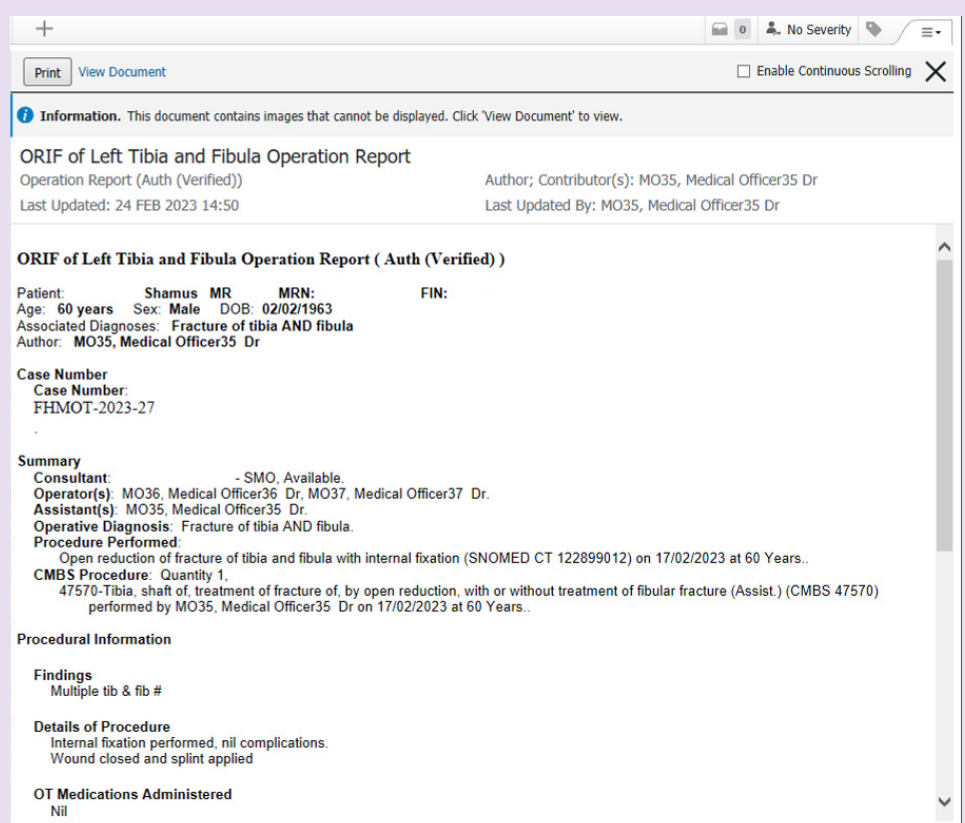 0 No Severity
Print View Document Enable Continuous Scrolling
Information. This document contains images that cannot be displayed. Click 'View Document' to view.
ORIF of Left Tibia and Fibula Operation Report
Operation Report (Auth (Verified)) Author; Contributor(s): MO35, Medical Officer35 Dr
Last Updated: 24 FEB 2023 14:50 Last Updated By: MO35, Medical Officer35 Dr
ORIF of Left Tibia and Fibula Operation Report ( Auth (Verified) )
Patient: Shamus MR MRN: FIN:
Age: 60 years Sex: Male DOB: 02/02/1963
Associated Diagnoses: Fracture of tibia AND fibula
Author: MO35, Medical Officer35 Dr
Case Number
Case Number:
FHMOT-2023-27
.
Summary
Consultant: - SMO, Available.
Operator(s): MO36, Medical Officer36 Dr, MO37, Medical Officer37 Dr.
Assistant(s): MO35, Medical Officer35 Dr.
Operative Diagnosis: Fracture of tibia AND fibula.
Procedure Performed:
Open reduction of fracture of tibia and fibula with internal fixation (SNOMED CT 122899012) on 17/02/2023 at 60 Years..
CMBS Procedure: Quantity 1,
47570-Tibia, shaft of, treatment of fracture of, by open reduction, with or without treatment of fibular fracture (Assist.) (CMBS 47570)
performed by MO35, Medical Officer35 Dr on 17/02/2023 at 60 Years..
Procedural Information
Findings
Multiple tib & fib #
Details of Procedure
Internal fixation performed, nil complications.
Wound closed and splint applied
OT Medications Administered
Nil